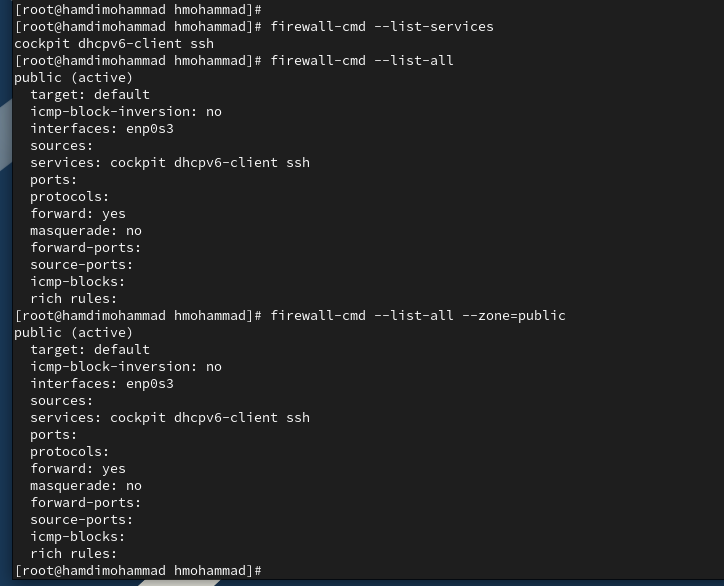 [root@hamdimohammad hmohammad]#
[root@hamdimohammad hmohammad]# firewall-cmd --list-services
cockpit dhcpv6-client ssh
[root@hamdimohammad hmohammad]# firewall-cmd --list-all
public (active)
  target: default
  icmp-block-inversion: no
  interfaces: enp0s3
  sources:
  services: cockpit dhcpv6-client ssh
  ports:
  protocols:
  forward: yes
  masquerade: no
  forward-ports:
  source-ports:
  icmp-blocks:
  rich rules:
[root@hamdimohammad hmohammad]# firewall-cmd --list-all --zone=public
public (active)
  target: default
  icmp-block-inversion: no
  interfaces: enp0s3
  sources:
  services: cockpit dhcpv6-client ssh
  ports:
  protocols:
  forward: yes
  masquerade: no
  forward-ports:
  source-ports:
  icmp-blocks:
  rich rules:
[root@hamdimohammad hmohammad]#